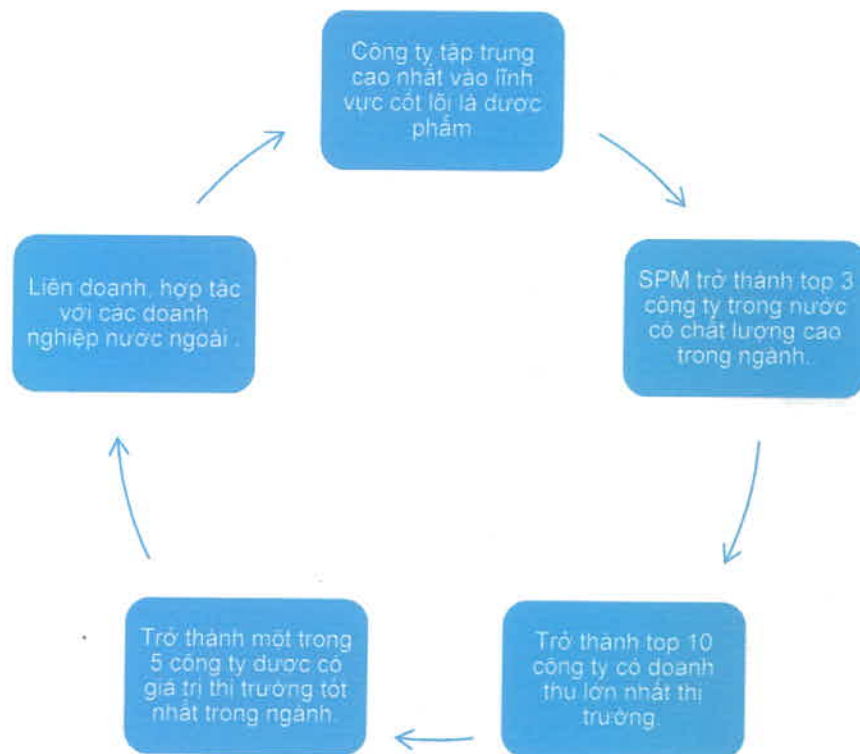 Công ty tập trung
cao nhất vào lĩnh
vực cốt lõi là dược
phẩm
SPM trở thành top 3
công ty trong nước
có chất lượng cao
trong ngành.
Trở thành top 10
công ty có doanh
thu lớn nhất thị
trường.
Trở thành một trong
5 công ty dược có
giá trị thị trường tốt
nhất trong ngành.
Liên doanh, hợp tác
với các doanh
nghiệp nước ngoài .